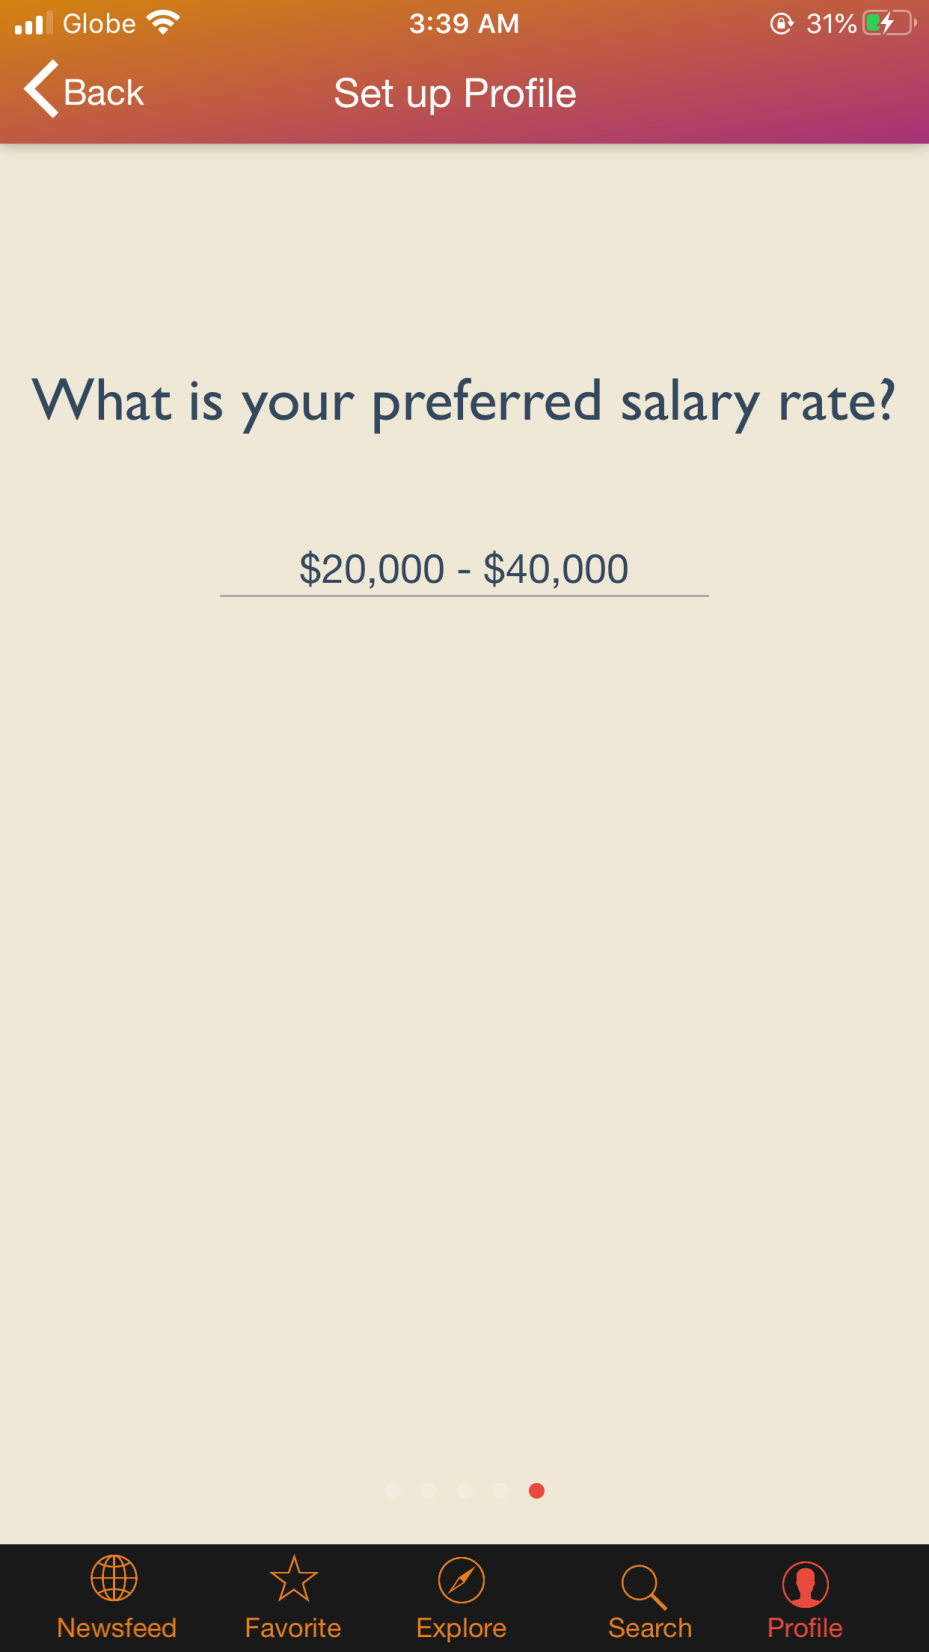 Globe 3:39 AM 31%
Back Set up Profile
What is your preferred salary rate?
$20,000 - $40,000
Newsfeed Favorite Explore Search Profile